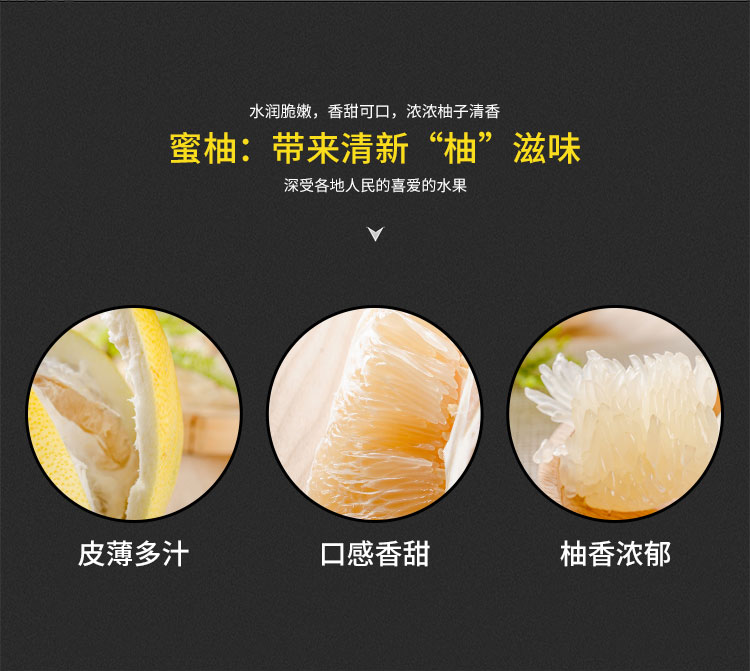 水润脆嫩，香甜可口，浓浓柚子清香
蜜柚：带来清新“柚”滋味
深受各地人民的喜爱的水果
皮薄多汁
口感香甜
柚香浓郁